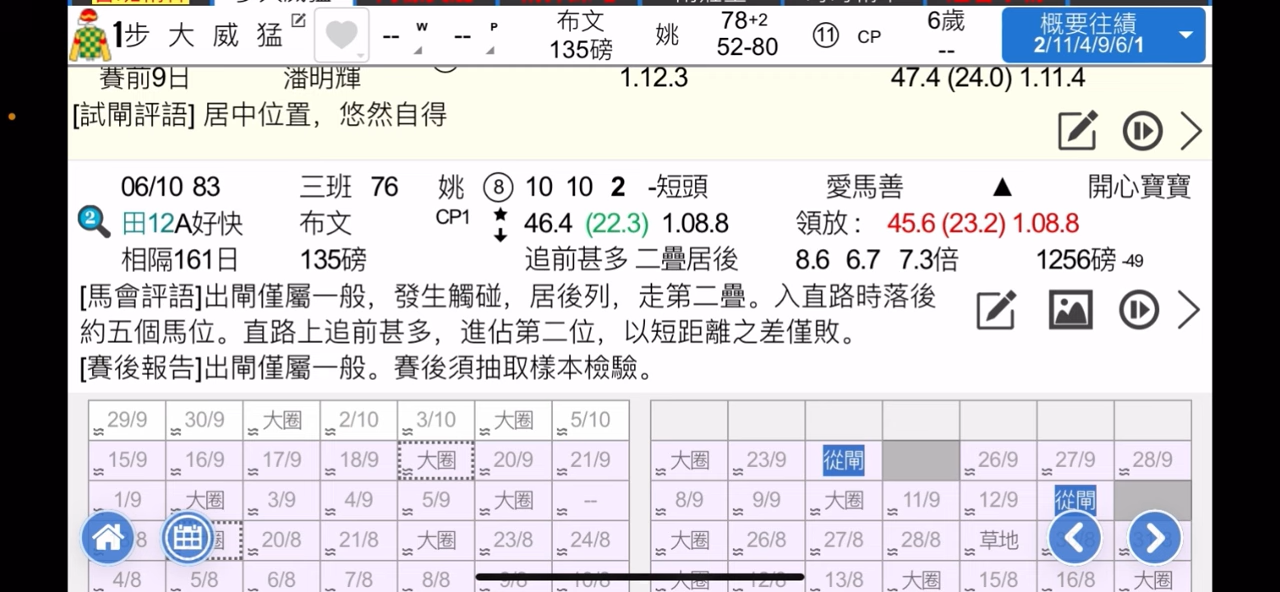 1步 大 威 猛 -- W -- P 布文 135磅 姚 78+2 52-80 11 CP 6歲 -- 概要往績 2/11/4/9/6/1
賽前9日 潘明輝 1.12.3 47.4 (24.0) 1.11.4
[試閘評語] 居中位置，悠然自得
06/10 83 三班 76 姚 8 10 10 2 -短頭 愛馬善 ▲ 開心寶寶
2 田12A好快 布文 CP1 ★ 46.4 (22.3) 1.08.8 領放： 45.6 (23.2) 1.08.8
相隔161日 135磅 追前甚多 二疊居後 8.6 6.7 7.3倍 1256磅 -49
[馬會評語]出閘僅屬一般，發生觸碰，居後列，走第二疊。入直路時落後
約五個馬位。直路上追前甚多，進佔第二位，以短距離之差僅敗。
[賽後報告]出閘僅屬一般。賽後須抽取樣本檢驗。
29/9 30/9 大圈 2/10 3/10 大圈 5/10
15/9 16/9 17/9 18/9 大圈 20/9 21/9 大圈 23/9 從閘 26/9 27/9 28/9
1/9 大圈 3/9 4/9 5/9 大圈 -- 8/9 9/9 大圈 11/9 12/9 從閘
20/8 21/8 大圈 23/8 24/8 大圈 26/8 27/8 28/8 草地
4/8 5/8 6/8 7/8 8/8 9/8 10/8 大圈 12/8 13/8 大圈 15/8 16/8 大圈